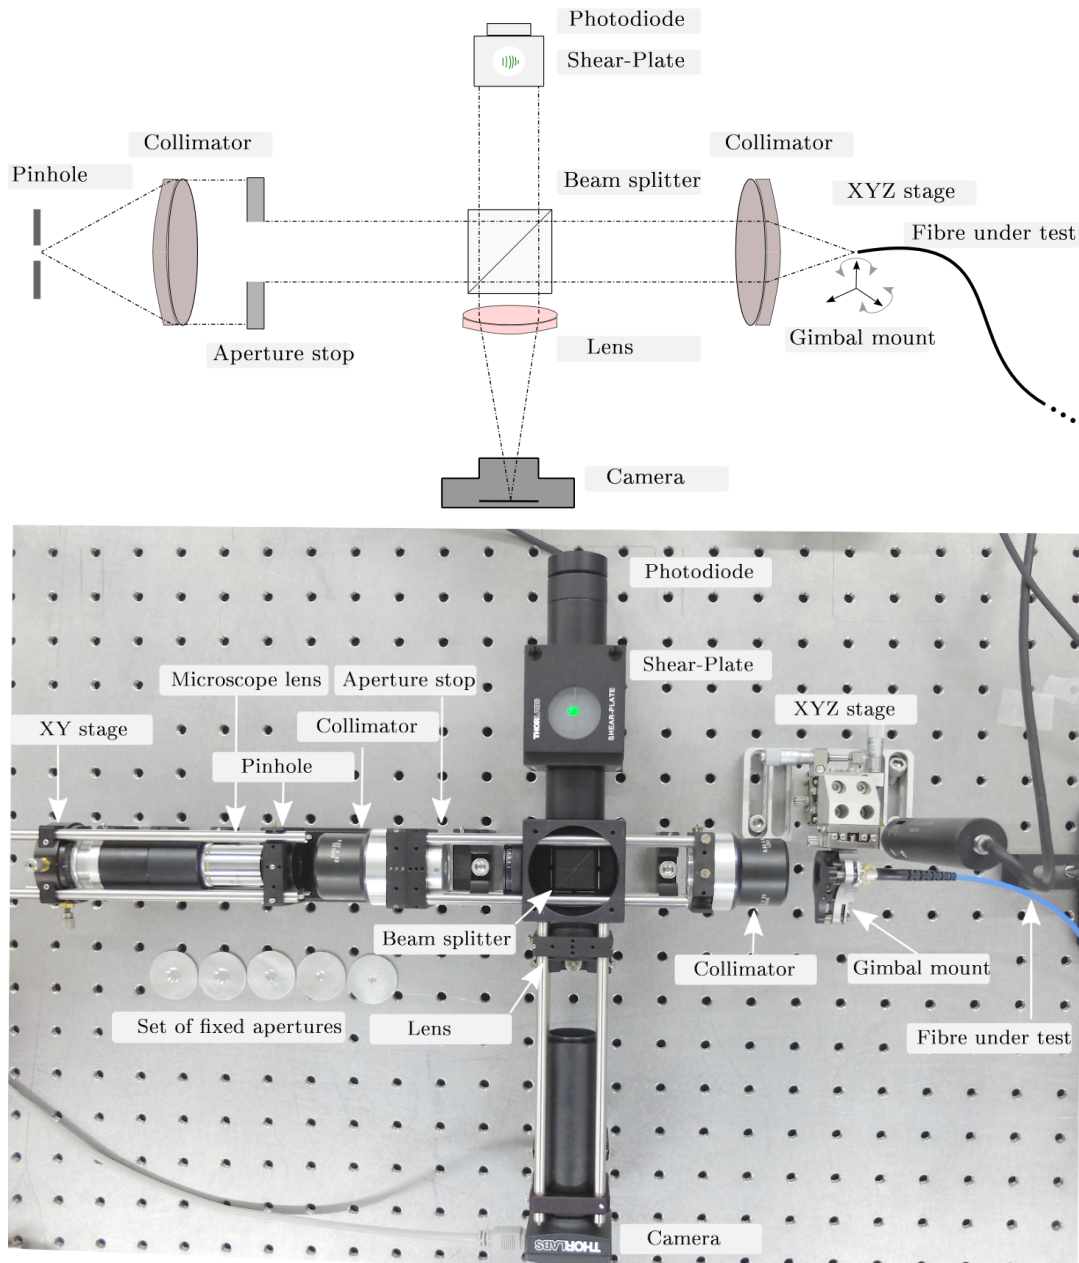 Photodiode
Shear-Plate
Collimator
Collimator
Pinhole
Beam splitter
XYZ stage
Fibre under test
Gimbal mount
Aperture stop
Lens
Camera
Photodiode
Shear-Plate
Microscope lens
Aperture stop
XYZ stage
XY stage
Collimator
Pinhole
THORLABS
SHEAR-PLATE
Beam splitter
Collimator
Gimbal mount
Set of fixed apertures
Lens
Fibre under test
Camera
THORLABS